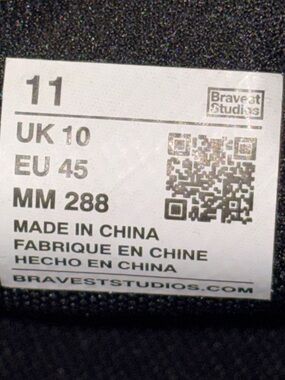 11
Bravest
Studios
UK 10
EU 45
MM 288
MADE IN CHINA
FABRIQUE EN CHINE
HECHO EN CHINA
BRAVESTSTUDIOS.COM